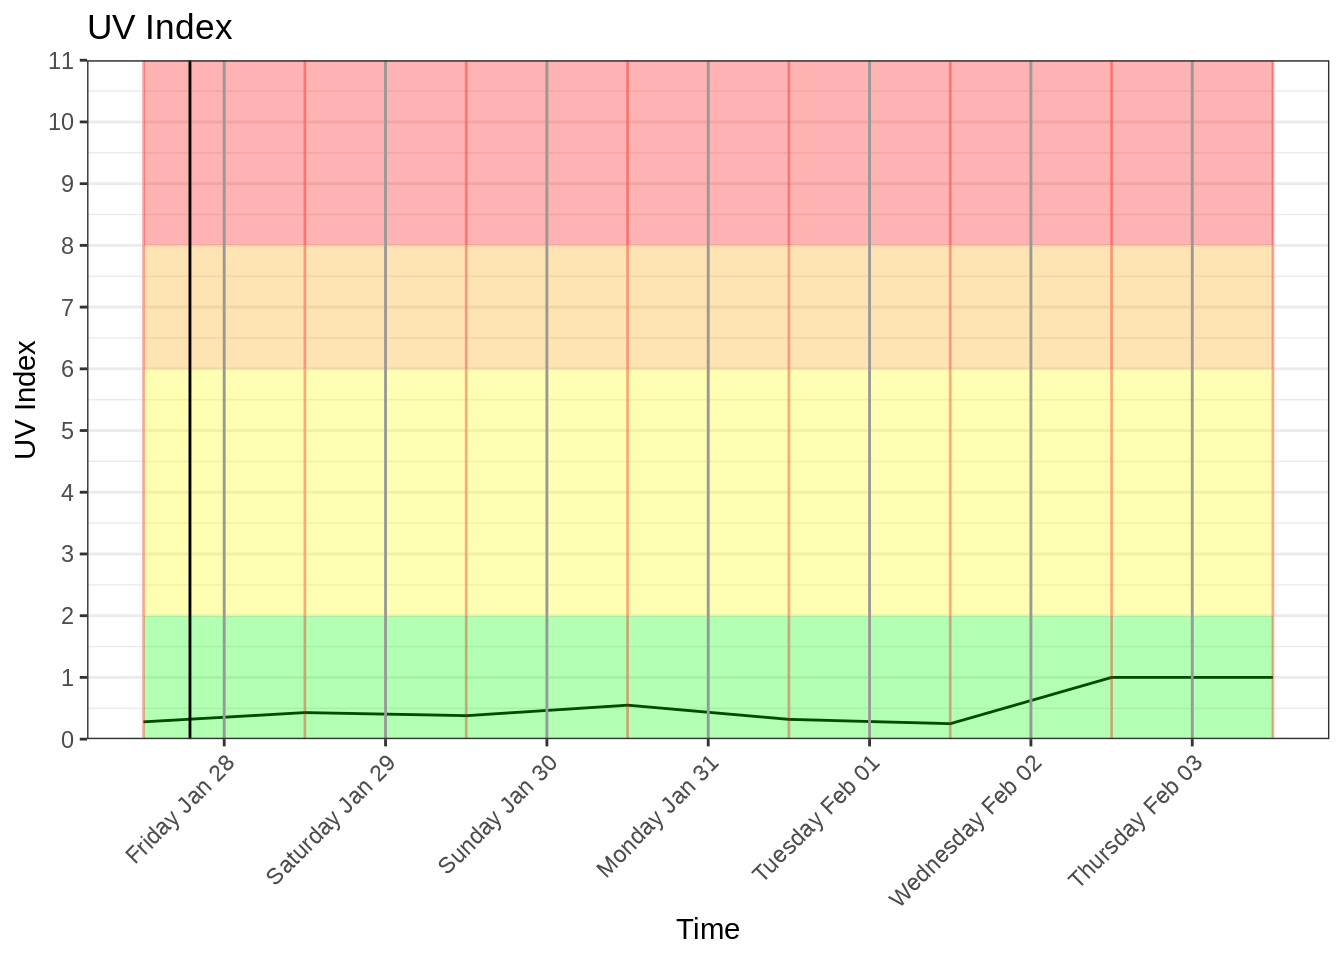 UV Index
11
10
9
8
7
6
5
4
3
2
1
0
UV Index
Friday Jan 28
Saturday Jan 29
Sunday Jan 30
Monday Jan 31
Tuesday Feb 01
Wednesday Feb 02
Thursday Feb 03
Time